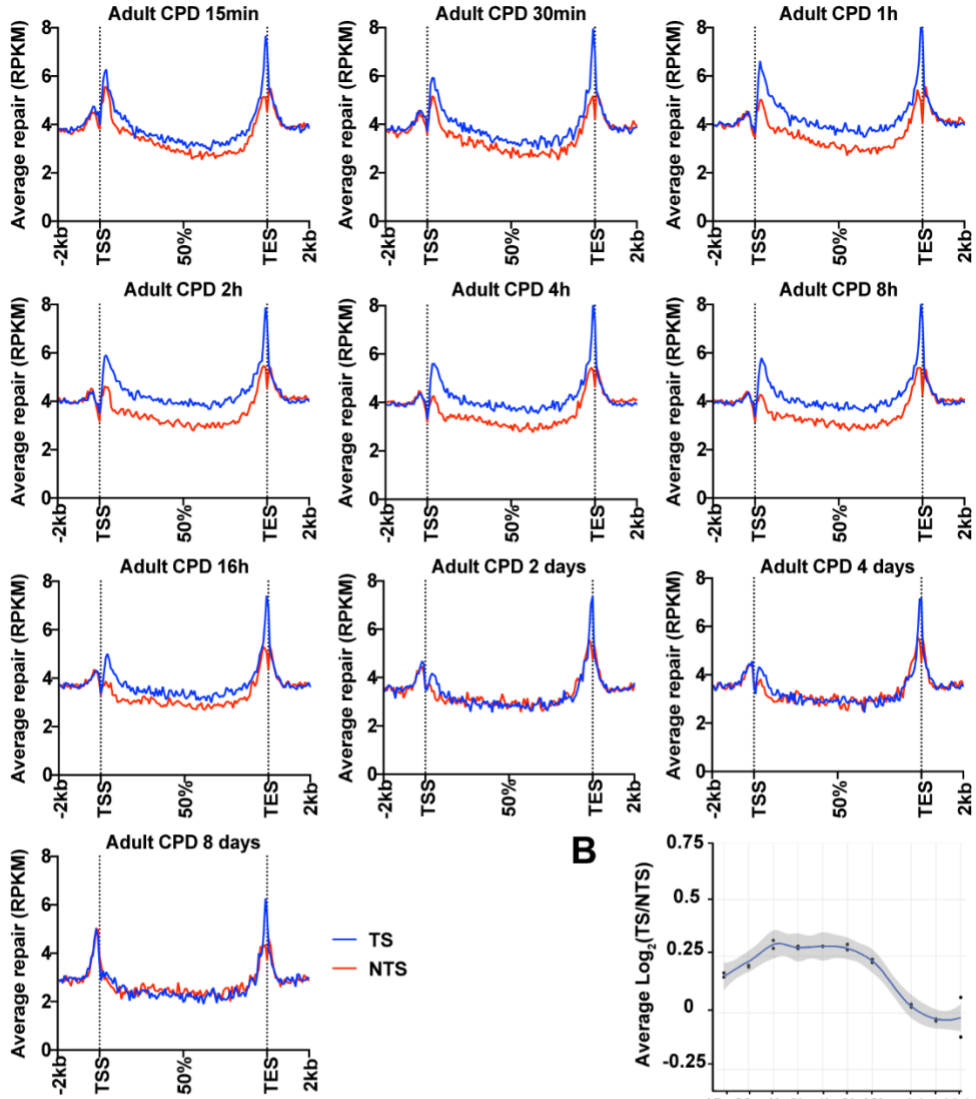 Adult CPD 15min
Average repair (RPKM)
8
6
4
2
0
-2kb
TSS
50%
TES
2kb
Adult CPD 30min
Average repair (RPKM)
8
6
4
2
0
-2kb
TSS
50%
TES
2kb
Adult CPD 1h
Average repair (RPKM)
8
6
4
2
0
-2kb
TSS
50%
TES
2kb
Adult CPD 2h
Average repair (RPKM)
8
6
4
2
0
-2kb
TSS
50%
TES
2kb
Adult CPD 4h
Average repair (RPKM)
8
6
4
2
0
-2kb
TSS
50%
TES
2kb
Adult CPD 8h
Average repair (RPKM)
8
6
4
2
0
-2kb
TSS
50%
TES
2kb
Adult CPD 16h
Average repair (RPKM)
8
6
4
2
0
-2kb
TSS
50%
TES
2kb
Adult CPD 2 days
Average repair (RPKM)
8
6
4
2
0
-2kb
TSS
50%
TES
2kb
Adult CPD 4 days
Average repair (RPKM)
8
6
4
2
0
-2kb
TSS
50%
TES
2kb
Adult CPD 8 days
Average repair (RPKM)
8
6
4
2
0
-2kb
TSS
50%
TES
2kb
TS
NTS
B
Average Log₂(TS/NTS)
0.75
0.5
0.25
0
-0.25